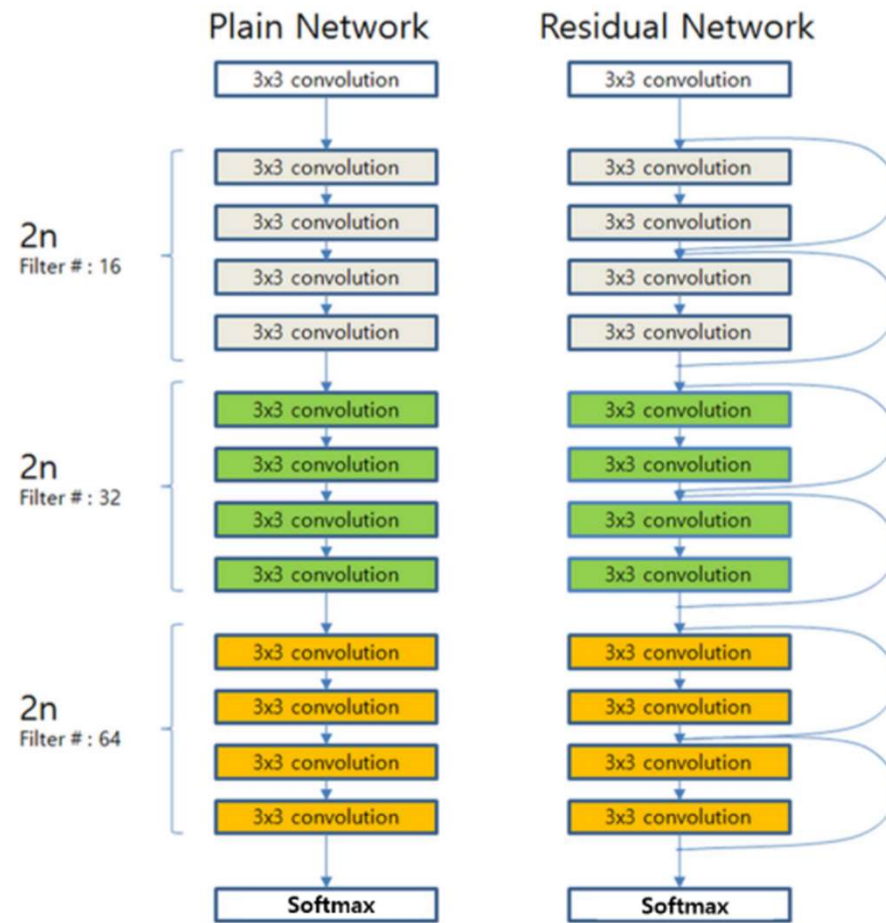 Plain Network
Residual Network
3x3 convolution
3x3 convolution
2n
Filter # : 16
3x3 convolution
3x3 convolution
3x3 convolution
3x3 convolution
3x3 convolution
3x3 convolution
3x3 convolution
3x3 convolution
2n
Filter # : 32
3x3 convolution
3x3 convolution
3x3 convolution
3x3 convolution
3x3 convolution
3x3 convolution
3x3 convolution
3x3 convolution
2n
Filter # : 64
3x3 convolution
3x3 convolution
3x3 convolution
3x3 convolution
3x3 convolution
3x3 convolution
3x3 convolution
3x3 convolution
Softmax
Softmax